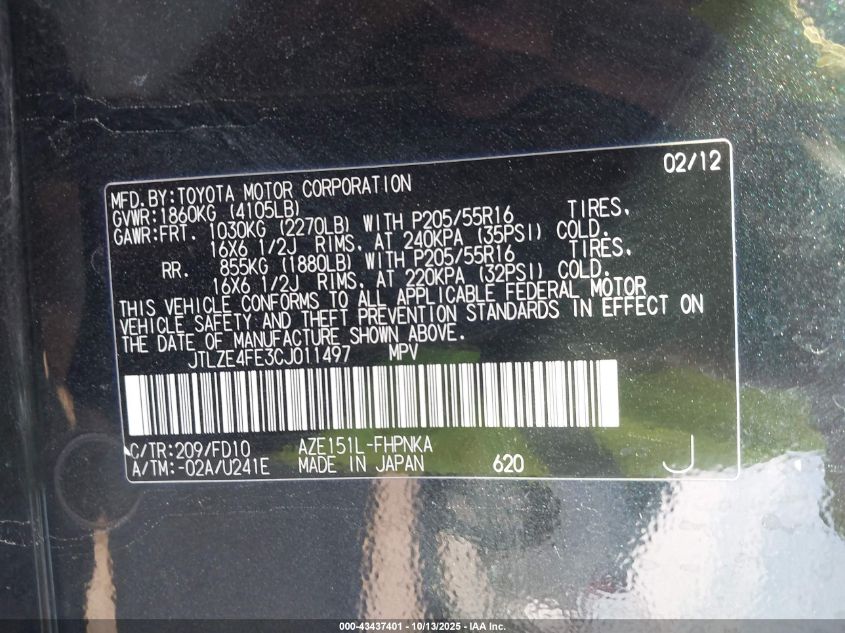 02/12
MFD.BY:TOYOTA MOTOR CORPORATION
GVWR:1860KG (4105LB)
GAWR:FRT. 1030KG (2270LB) WITH P205/55R16 TIRES,
16X6 1/2J RIMS, AT 240KPA (35PSI) COLD.
RR. 855KG (1880LB) WITH P205/55R16 TIRES,
16X6 1/2J RIMS, AT 220KPA (32PSI) COLD.
THIS VEHICLE CONFORMS TO ALL APPLICABLE FEDERAL MOTOR
VEHICLE SAFETY AND THEFT PREVENTION STANDARDS IN EFFECT ON
THE DATE OF MANUFACTURE SHOWN ABOVE.
JTLZE4FE3CJ011497 MPV
C/TR:209/FD10 AZE151L-FHPNKA
A/TM:-02A/U241E MADE IN JAPAN 620 J
000-43437401 - 10/13/2025 - IAA Inc.